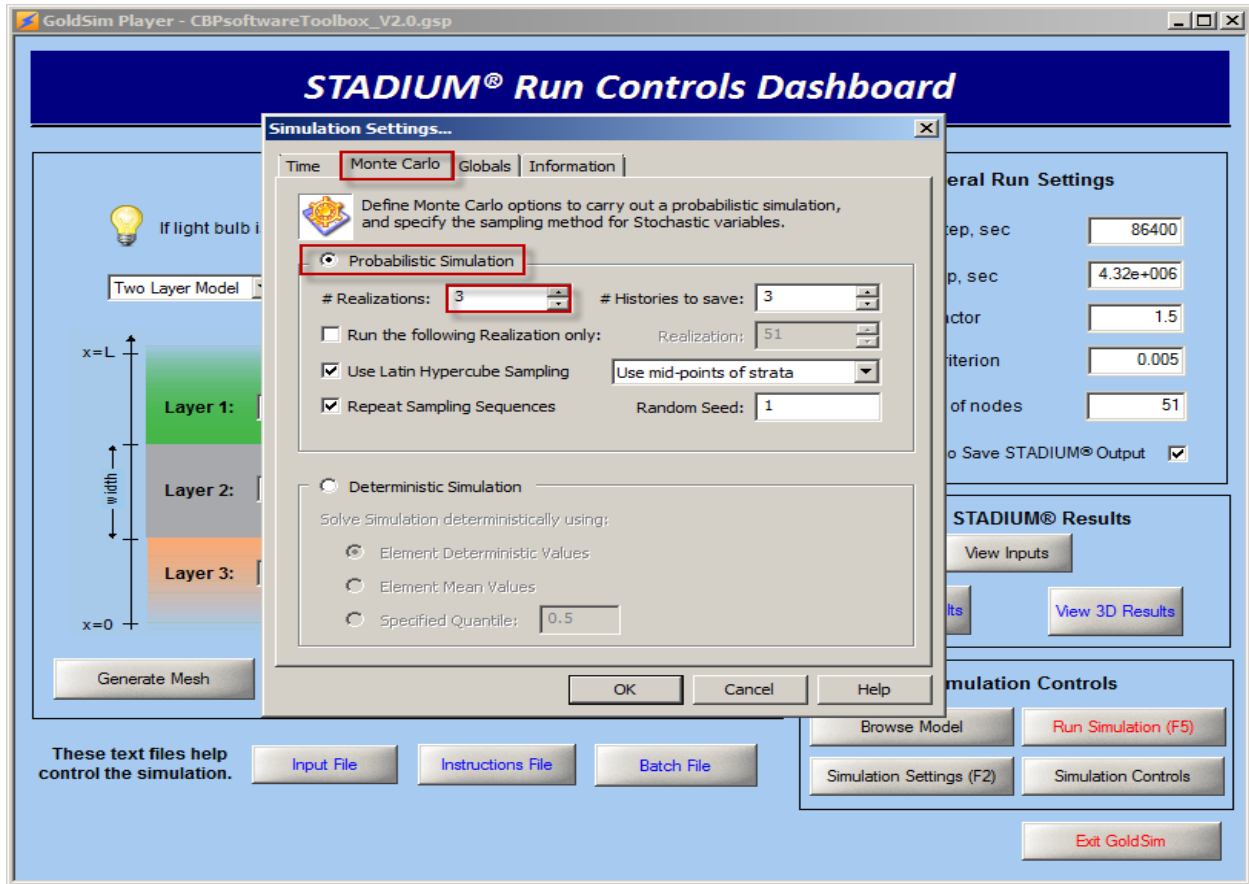 GoldSim Player - CBPsoftwareToolbox_V2.0.gsp
STADIUM® Run Controls Dashboard
Simulation Settings...
Time Monte Carlo Globals Information
Define Monte Carlo options to carry out a probabilistic simulation,
and specify the sampling method for Stochastic variables.
Probabilistic Simulation
# Realizations: 3 # Histories to save: 3
Run the following Realization only: Realization: 51
Use Latin Hypercube Sampling Use mid-points of strata
Repeat Sampling Sequences Random Seed: 1
Deterministic Simulation
Solve Simulation deterministically using:
Element Deterministic Values
Element Mean Values
Specified Quantile: 0.5
OK Cancel Help
If light bulb i
Two Layer Model
x=L
Layer 1:
width
Layer 2:
Layer 3:
x=0
Generate Mesh
eral Run Settings
tep, sec 86400
p, sec 4.32e+006
actor 1.5
riterion 0.005
of nodes 51
o Save STADIUM® Output
STADIUM® Results
View Inputs
lts View 3D Results
mulation Controls
Browse Model Run Simulation (F5)
Simulation Settings (F2) Simulation Controls
These text files help
control the simulation.
Input File Instructions File Batch File
Exit GoldSim